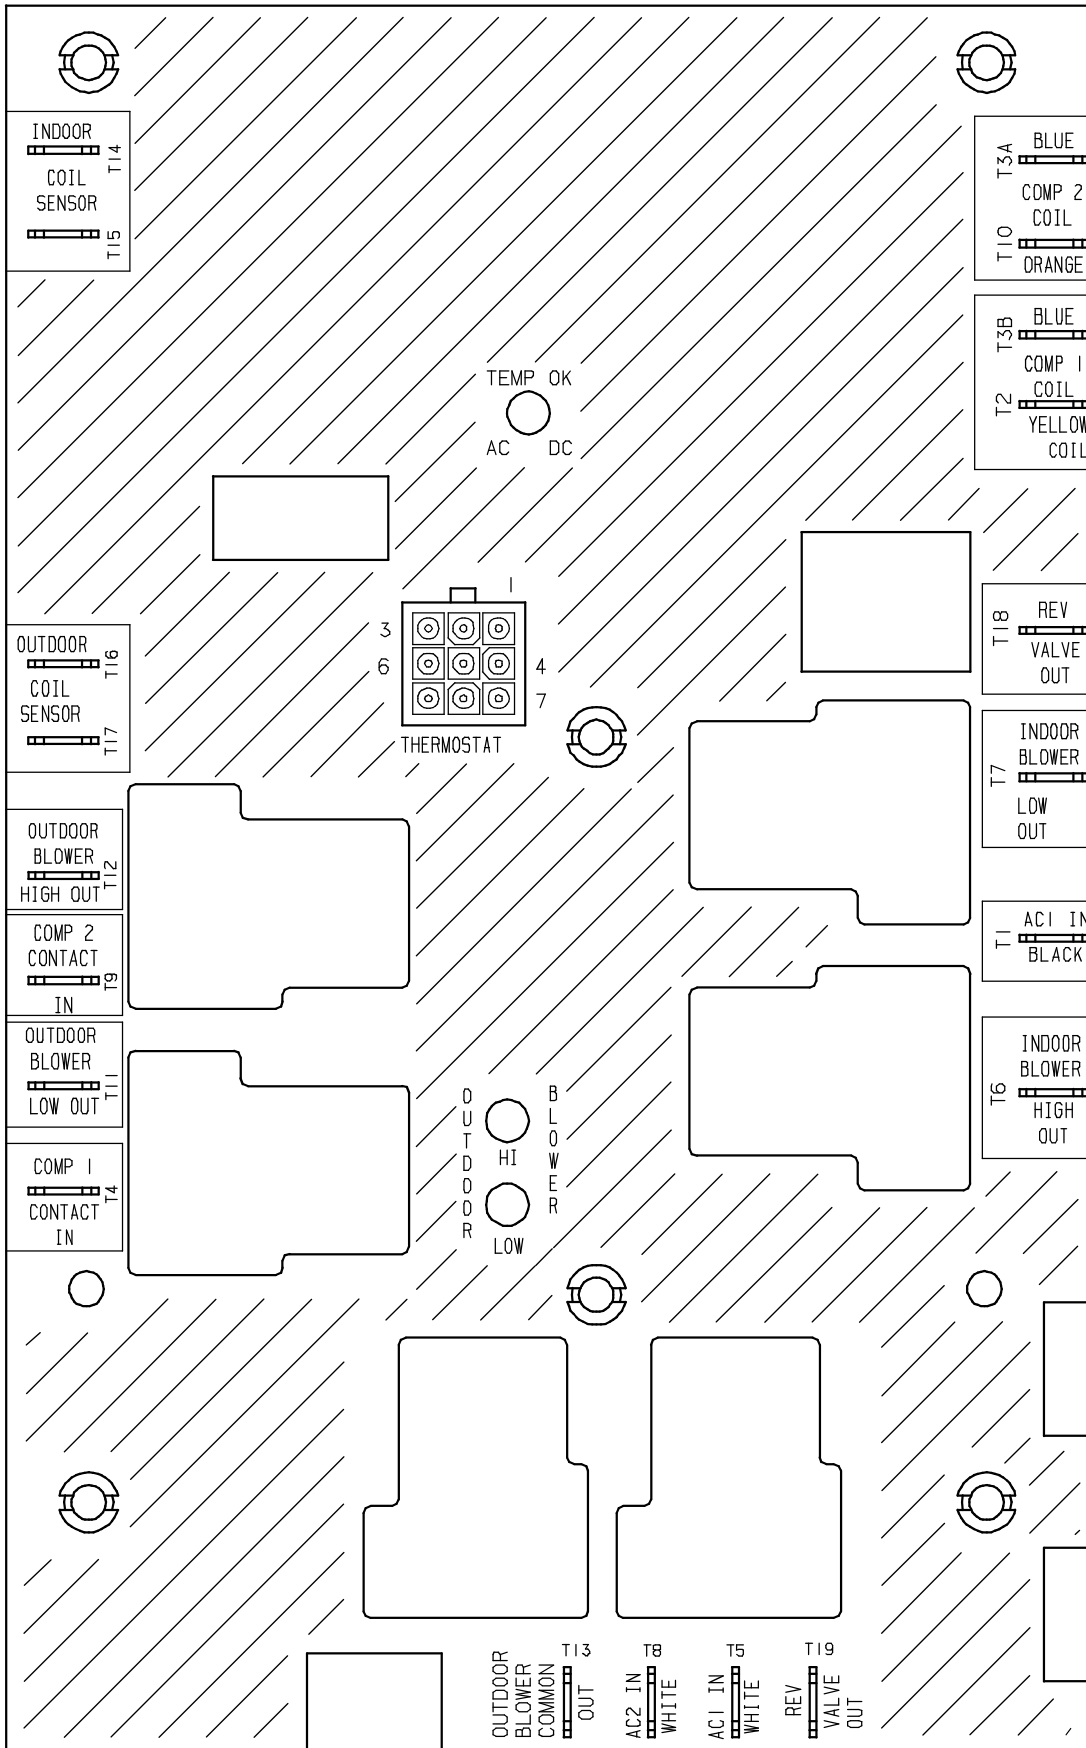 INDOOR
T14
COIL
SENSOR
T15
T3A
BLUE
COMP 2
COIL
T10
ORANGE
T3B
BLUE
COMP 1
COIL
T2
YELLOW
COIL
TEMP OK
AC DC
1
3
6
4
7
THERMOSTAT
OUTDOOR
T16
COIL
SENSOR
T17
T18
REV
VALVE
OUT
INDOOR
BLOWER
T7
LOW
OUT
OUTDOOR
BLOWER
T12
HIGH OUT
COMP 2
CONTACT
T9
IN
AC1 IN
T1
BLACK
OUTDOOR
BLOWER
T11
LOW OUT
INDOOR
BLOWER
T6
HIGH
OUT
COMP 1
T4
CONTACT
IN
OUTDOOR
BLOWER
HI
LOW
OUTDOOR
BLOWER
COMMON
T13
OUT
T8
AC2 IN
WHITE
T5
AC1 IN
WHITE
T19
REV
VALVE
OUT